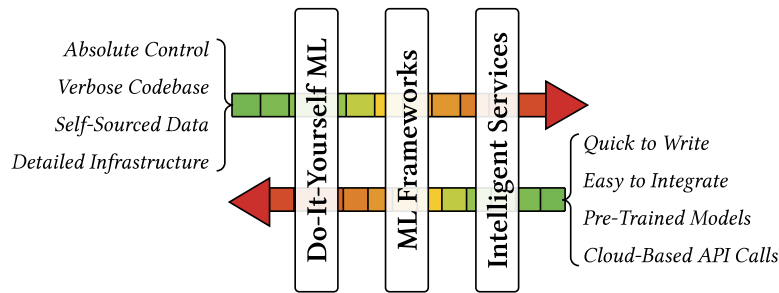 Absolute Control
Verbose Codebase
Self-Sourced Data
Detailed Infrastructure
Do-It-Yourself ML
ML Frameworks
Intelligent Services
Quick to Write
Easy to Integrate
Pre-Trained Models
Cloud-Based API Calls